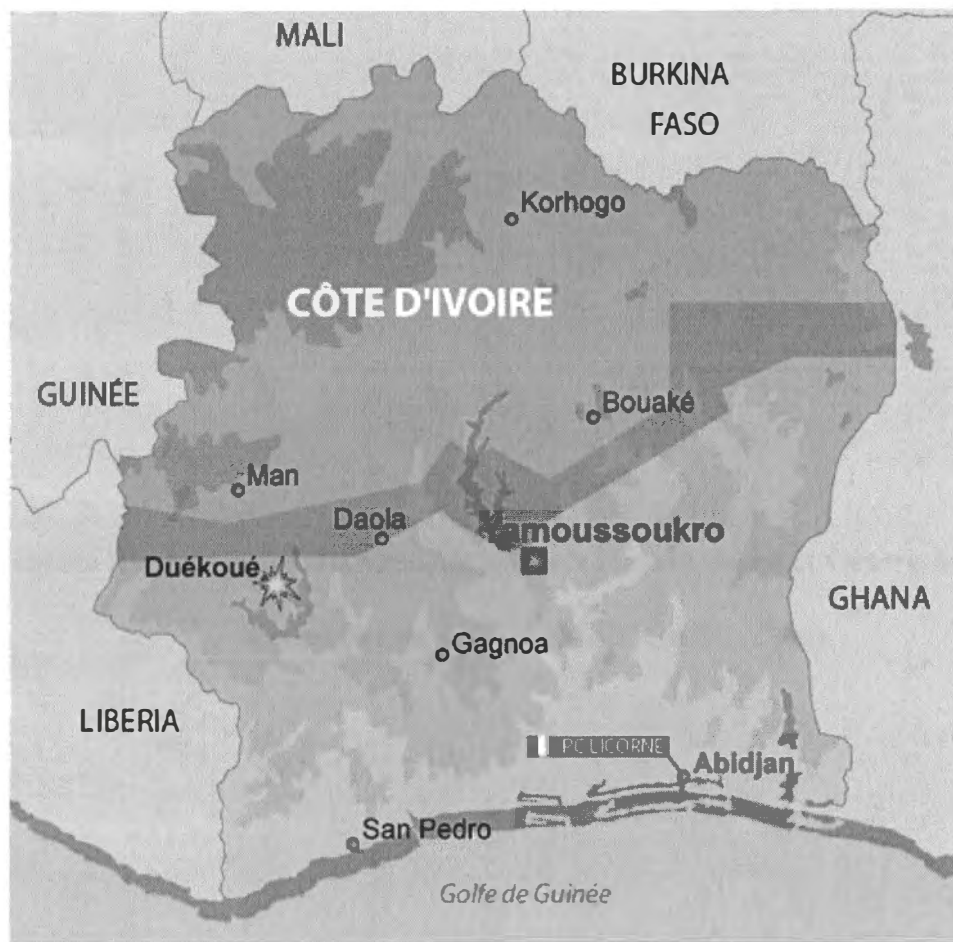 MALI
BURKINA
FASO
Korhogo
CÔTE D'IVOIRE
GUINÉE
Bouaké
Man
Daola
Yamoussoukro
Duékoué
GHANA
Gagnoa
LIBERIA
PC LICORNE
Abidjan
San Pedro
Golfe de Guinée